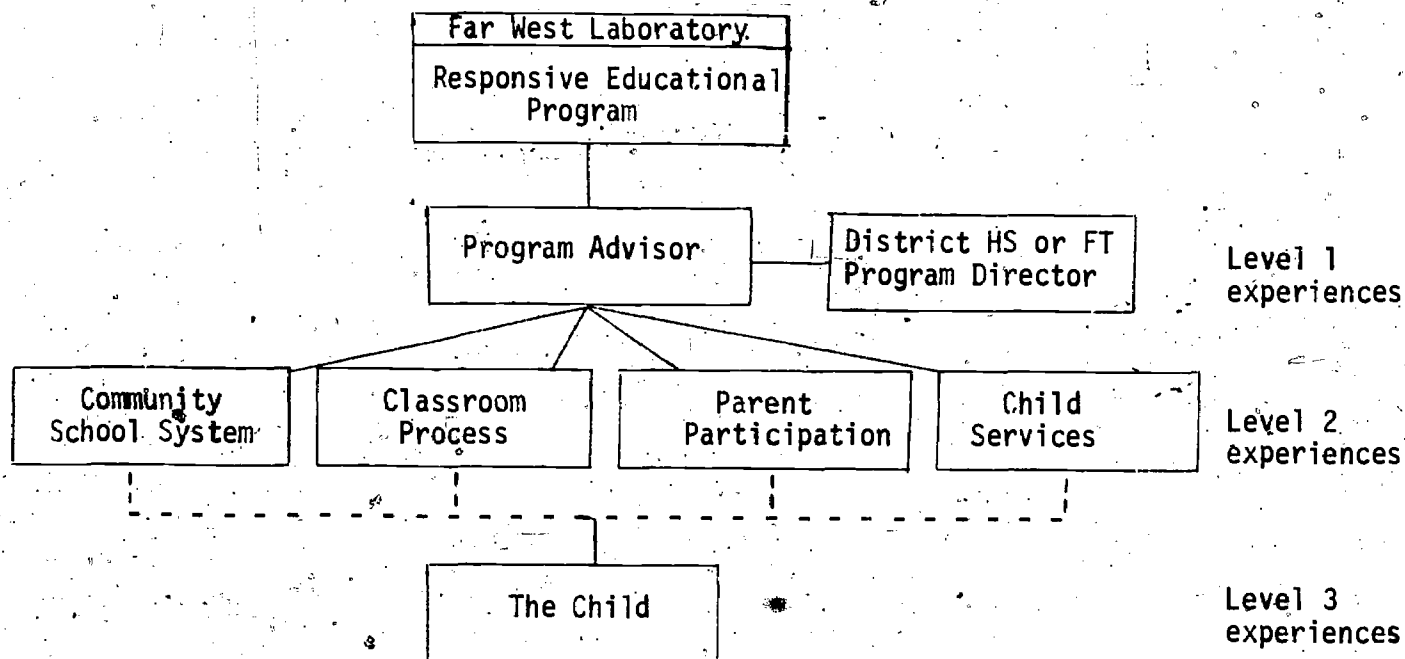 Far West Laboratory
Responsive Educational
Program
Program Advisor
District HS or FT
Program Director
Level 1
experiences
Community
School System
Classroom
Process
Parent
Participation
Child
Services
Level 2
experiences
The Child
Level 3
experiences